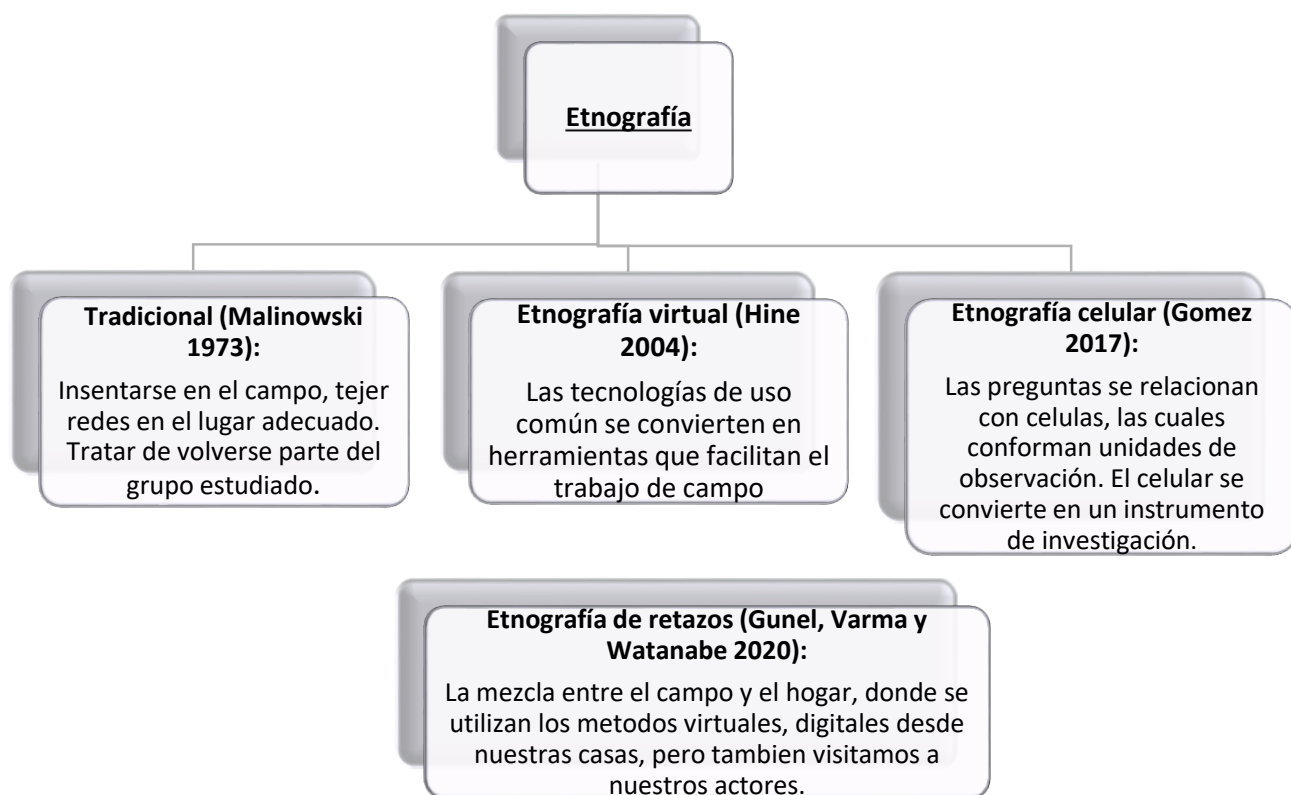 Etnografía
Tradicional (Malinowski
1973):
Insentarse en el campo, tejer
redes en el lugar adecuado.
Tratar de volverse parte del
grupo estudiado.
Etnografía virtual (Hine
2004):
Las tecnologías de uso
común se convierten en
herramientas que facilitan el
trabajo de campo
Etnografía celular (Gomez
2017):
Las preguntas se relacionan
con celulas, las cuales
conforman unidades de
observación. El celular se
convierte en un instrumento
de investigación.
Etnografía de retazos (Gunel, Varma y
Watanabe 2020):
La mezcla entre el campo y el hogar, donde se
utilizan los metodos virtuales, digitales desde
nuestras casas, pero tambien visitamos a
nuestros actores.